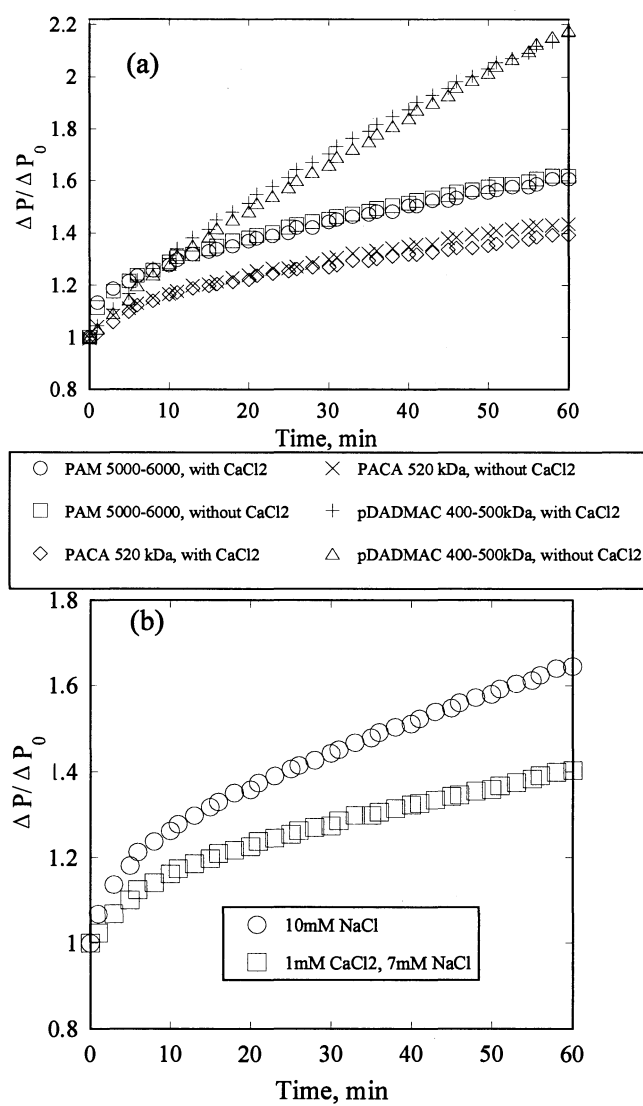 2.2
2
1.8
1.6
1.4
1.2
1
0.8
ΔP/ΔP0
(a)
0 10 20 30 40 50 60
Time, min
PAM 5000-6000, with CaCl2
PACA 520 kDa, without CaCl2
PAM 5000-6000, without CaCl2
pDADMAC 400-500kDa, with CaCl2
PACA 520 kDa, with CaCl2
pDADMAC 400-500kDa, without CaCl2
1.8
1.6
1.4
1.2
1
0.8
ΔP/ΔP0
(b)
10mM NaCl
1mM CaCl2, 7mM NaCl
0 10 20 30 40 50 60
Time, min